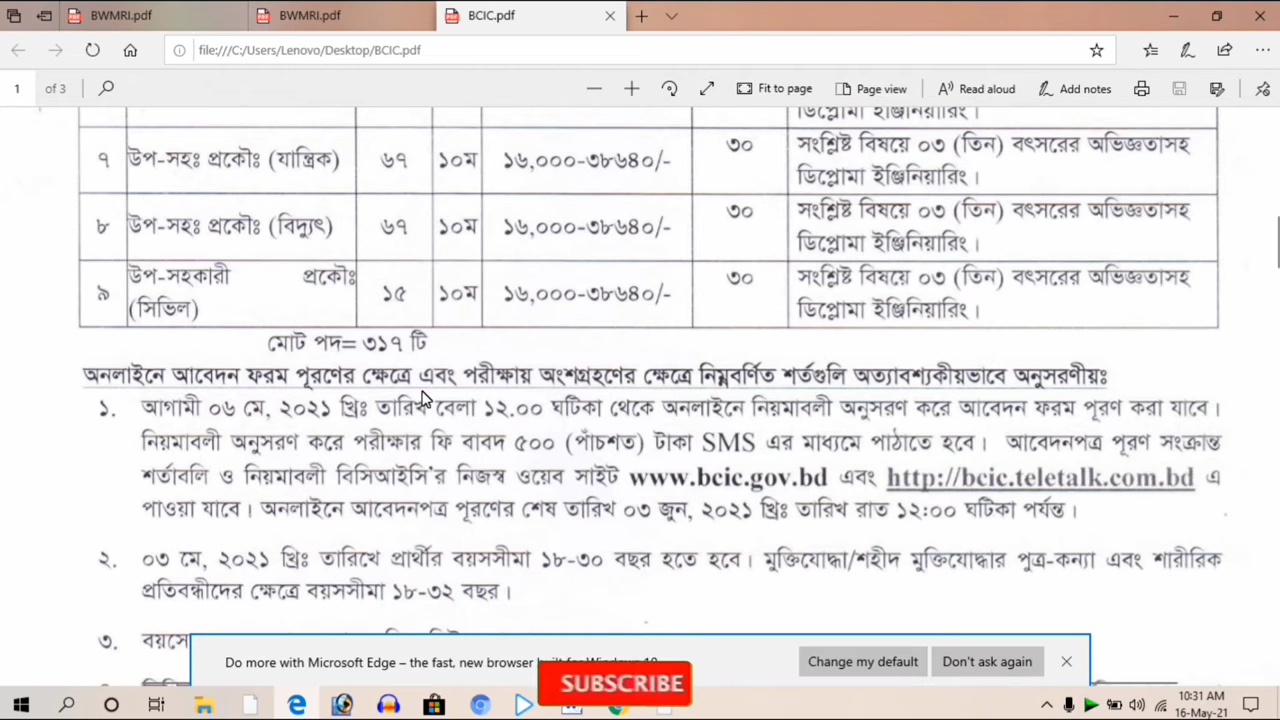 BWMRI.pdf BWMRI.pdf BCIC.pdf
file:///C:/Users/Lenovo/Desktop/BCIC.pdf
1 of 3 Fit to page Page view Read aloud Add notes
ডিপ্লোমা ইঞ্জিনিয়ারিং।
৭ উপ-সহঃ প্রকৌঃ (যান্ত্রিক) ৬৭ ১০ম ১৬,০০০-৩৮৬৪০/- ৩০ সংশ্লিষ্ট বিষয়ে ০৩ (তিন) বৎসরের অভিজ্ঞতাসহ
ডিপ্লোমা ইঞ্জিনিয়ারিং।
৮ উপ-সহঃ প্রকৌঃ (বিদ্যুৎ) ৬৭ ১০ম ১৬,০০০-৩৮৬৪০/- ৩০ সংশ্লিষ্ট বিষয়ে ০৩ (তিন) বৎসরের অভিজ্ঞতাসহ
ডিপ্লোমা ইঞ্জিনিয়ারিং।
৯ উপ-সহকারী প্রকৌঃ (সিভিল) ১৫ ১০ম ১৬,০০০-৩৮৬৪০/- ৩০ সংশ্লিষ্ট বিষয়ে ০৩ (তিন) বৎসরের অভিজ্ঞতাসহ
ডিপ্লোমা ইঞ্জিনিয়ারিং।
মোট পদ= ৩১৭ টি
অনলাইনে আবেদন ফরম পূরণের ক্ষেত্রে এবং পরীক্ষায় অংশগ্রহণের ক্ষেত্রে নিম্নবর্ণিত শর্তগুলি অত্যাবশ্যকীয়ভাবে অনুসরণীয়ঃ
১. আগামী ০৬ মে, ২০২১ খ্রিঃ তারিখ বেলা ১২.০০ ঘটিকা থেকে অনলাইনে নিয়মাবলী অনুসরণ করে আবেদন ফরম পূরণ করা যাবে।
নিয়মাবলী অনুসরণ করে পরীক্ষার ফি বাবদ ৫০০ (পাঁচশত) টাকা SMS এর মাধ্যমে পাঠাতে হবে। আবেদনপত্র পূরণ সংক্রান্ত
শর্তাবলি ও নিয়মাবলী বিসিআইসি'র নিজস্ব ওয়েব সাইট www.bcic.gov.bd এবং http://bcic.teletalk.com.bd এ
পাওয়া যাবে। অনলাইনে আবেদনপত্র পূরণের শেষ তারিখ ০৩ জুন, ২০২১ খ্রিঃ তারিখ রাত ১২:০০ ঘটিকা পর্যন্ত।
২. ০৩ মে, ২০২১ খ্রিঃ তারিখে প্রার্থীর বয়সসীমা ১৮-৩০ বছর হতে হবে। মুক্তিযোদ্ধা/শহীদ মুক্তিযোদ্ধার পুত্র-কন্যা এবং শারীরিক
প্রতিবন্ধীদের ক্ষেত্রে বয়সসীমা ১৮-৩২ বছর।
৩. বয়সে
Do more with Microsoft Edge – the fast, new browser built for Windows 10 Change my default Don't ask again
SUBSCRIBE
10:31 AM
16-May-21